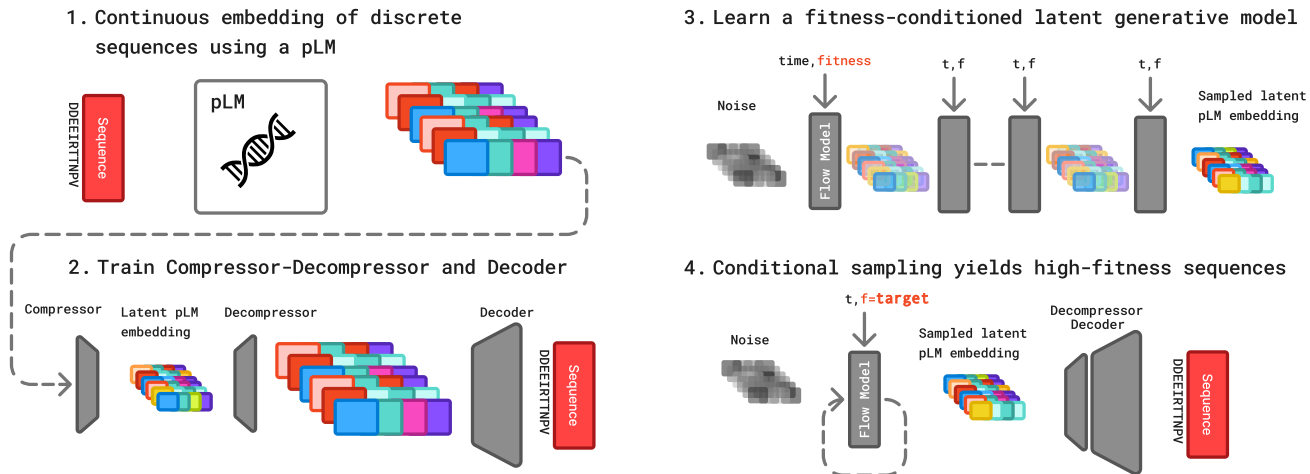 1. Continuous embedding of discrete
sequences using a pLM
DDEEIRTTNPV
Sequence
pLM
2. Train Compressor-Decompressor and Decoder
Compressor
Latent pLM
embedding
Decompressor
Decoder
DDEEIRTTNPV
Sequence
3. Learn a fitness-conditioned latent generative model
time,fitness
t,f
t,f
t,f
Noise
Flow Model
Sampled latent
pLM embedding
4. Conditional sampling yields high-fitness sequences
t,f=target
Noise
Flow Model
Sampled latent
pLM embedding
Decompressor
Decoder
DDEEIRTTNPV
Sequence